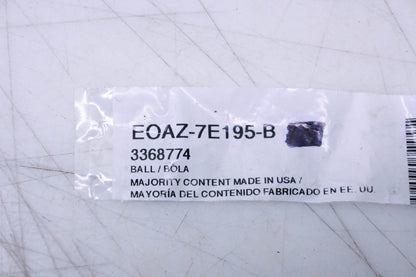 EOAZ-7E195-B
3368774
BALL / BOLA
MAJORITY CONTENT MADE IN USA /
MAYORÍA DEL CONTENIDO FABRICADO EN EE. UU.